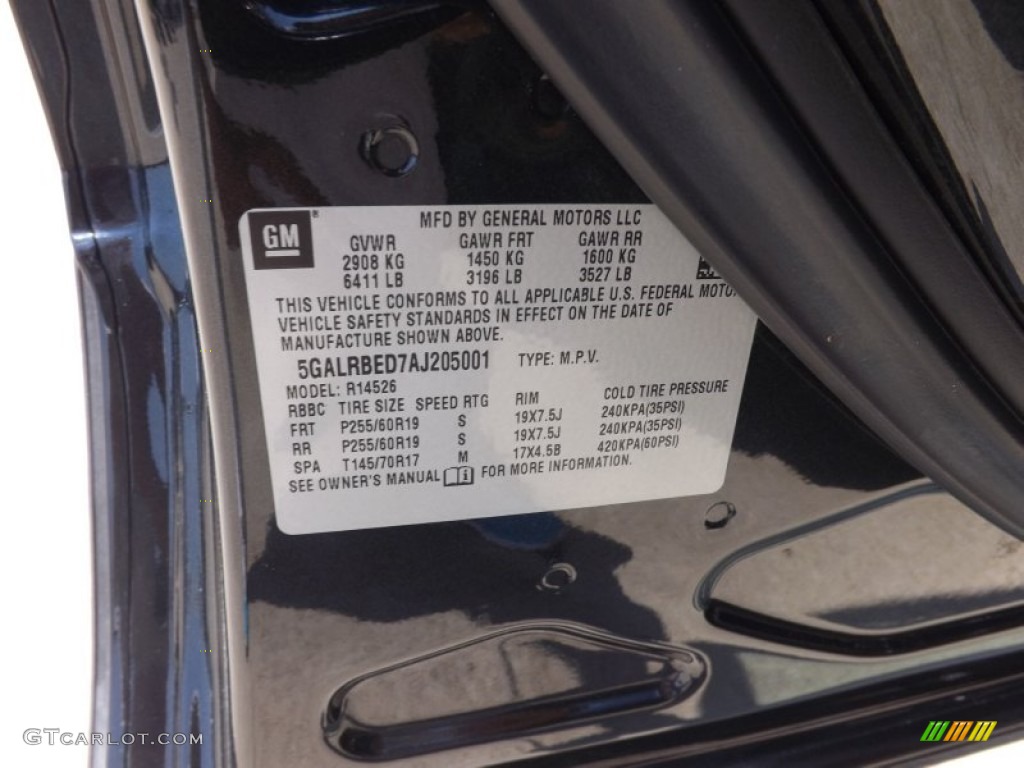 GM ® MFD BY GENERAL MOTORS LLC
GVWR GAWR FRT GAWR RR
2908 KG 1450 KG 1600 KG
6411 LB 3196 LB 3527 LB
THIS VEHICLE CONFORMS TO ALL APPLICABLE U.S. FEDERAL MOTO
VEHICLE SAFETY STANDARDS IN EFFECT ON THE DATE OF
MANUFACTURE SHOWN ABOVE.
5GALRBED7AJ205001 TYPE: M.P.V.
MODEL: R14526
RBBC TIRE SIZE SPEED RTG RIM COLD TIRE PRESSURE
FRT P255/60R19 S 19X7.5J 240KPA(35PSI)
RR P255/60R19 S 19X7.5J 240KPA(35PSI)
SPA T145/70R17 M 17X4.5B 420KPA(60PSI)
SEE OWNER'S MANUAL i FOR MORE INFORMATION.
GTCARLOT.COM